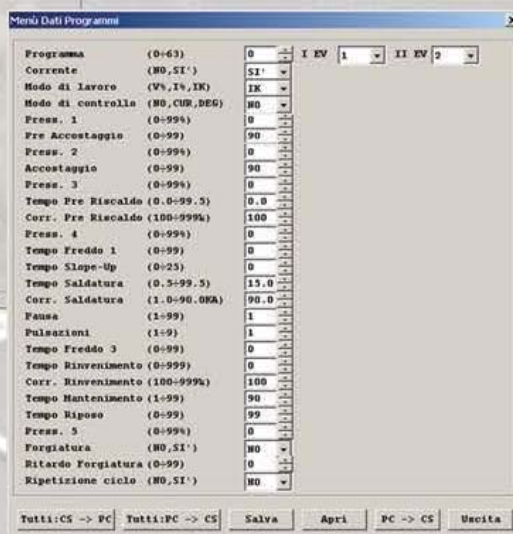 Menù Dati Programmi
Programma (0÷63) 0 I EV 1 II EV 2
Corrente (NO,SI') SI'
Modo di lavoro (V%,I%,IK) IK
Modo di controllo (NO,CUR,DEG) NO
Press. 1 (0÷99%) 0
Pre Accostaggio (0÷99) 90
Press. 2 (0÷99%) 0
Accostaggio (0÷99) 90
Press. 3 (0÷99%) 0
Tempo Pre Riscaldo (0.0÷99.5) 0.0
Corr. Pre Riscaldo (100÷999%) 100
Press. 4 (0÷99%) 0
Tempo Freddo 1 (0÷99) 0
Tempo Slope-Up (0÷25) 0
Tempo Saldatura (0.5÷99.5) 15.0
Corr. Saldatura (1.0÷90.0KA) 90.0
Pausa (1÷99) 1
Pulsazioni (1÷9) 1
Tempo Freddo 3 (0÷99) 0
Tempo Rinvenimento (0÷999) 0
Corr. Rinvenimento (100÷999%) 100
Tempo Mantenimento (1÷99) 90
Tempo Riposo (0÷99) 99
Press. 5 (0÷99%) 0
Forgiatura (NO,SI') NO
Ritardo Forgiatura (0÷99) 0
Ripetizione ciclo (NO,SI') NO
Tutti:CS -> PC Tutti:PC -> CS Salva Apri PC -> CS Uscita